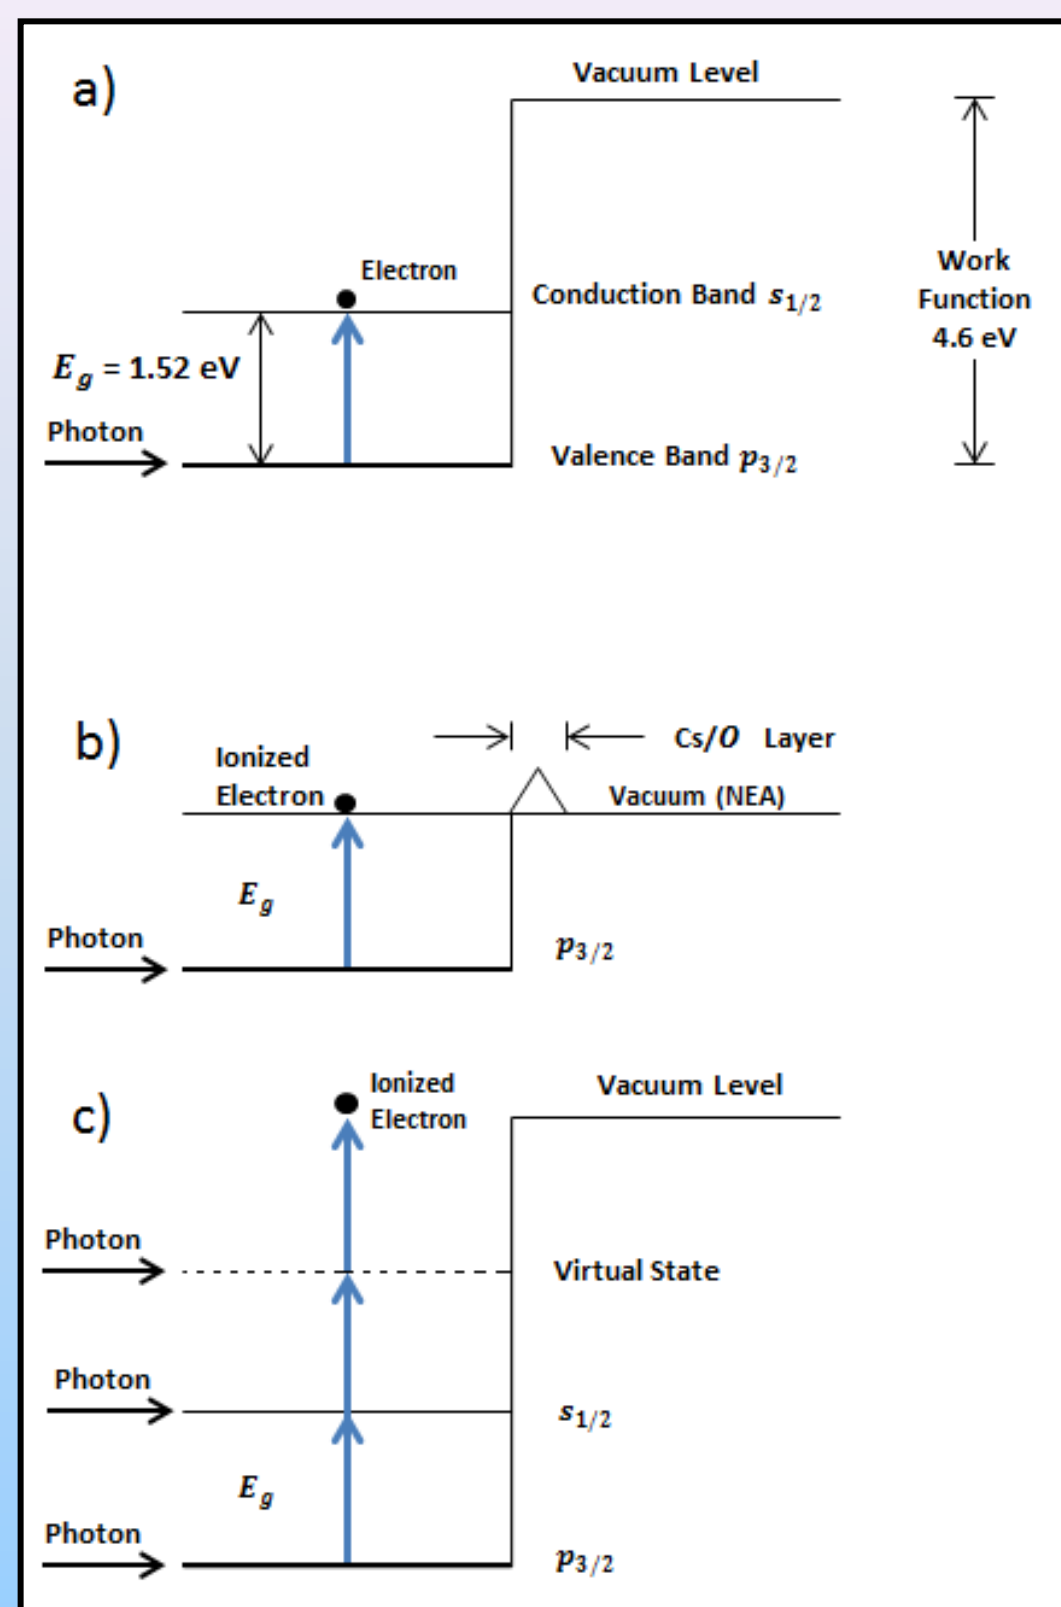 a)
Vacuum Level
Electron
Conduction Band s1/2
Work
Function
4.6 eV
Eg = 1.52 eV
Photon
Valence Band p3/2
b)
Cs/O Layer
Ionized
Electron
Vacuum (NEA)
Eg
Photon
p3/2
c)
Ionized
Electron
Vacuum Level
Photon
Virtual State
Photon
s1/2
Eg
Photon
p3/2